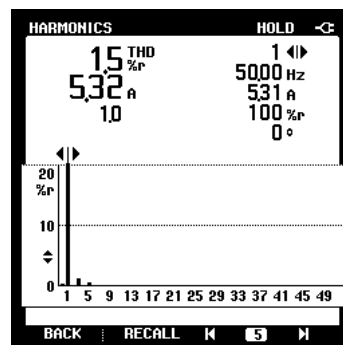 HARMONICS HOLD
1.5 THD %r
5.32 A
1.0
1
50.00 Hz
5.31 A
100 %r
0 °
20
%r
10
0
1 5 9 13 17 21 25 29 33 37 41 45 49
BACK RECALL 5